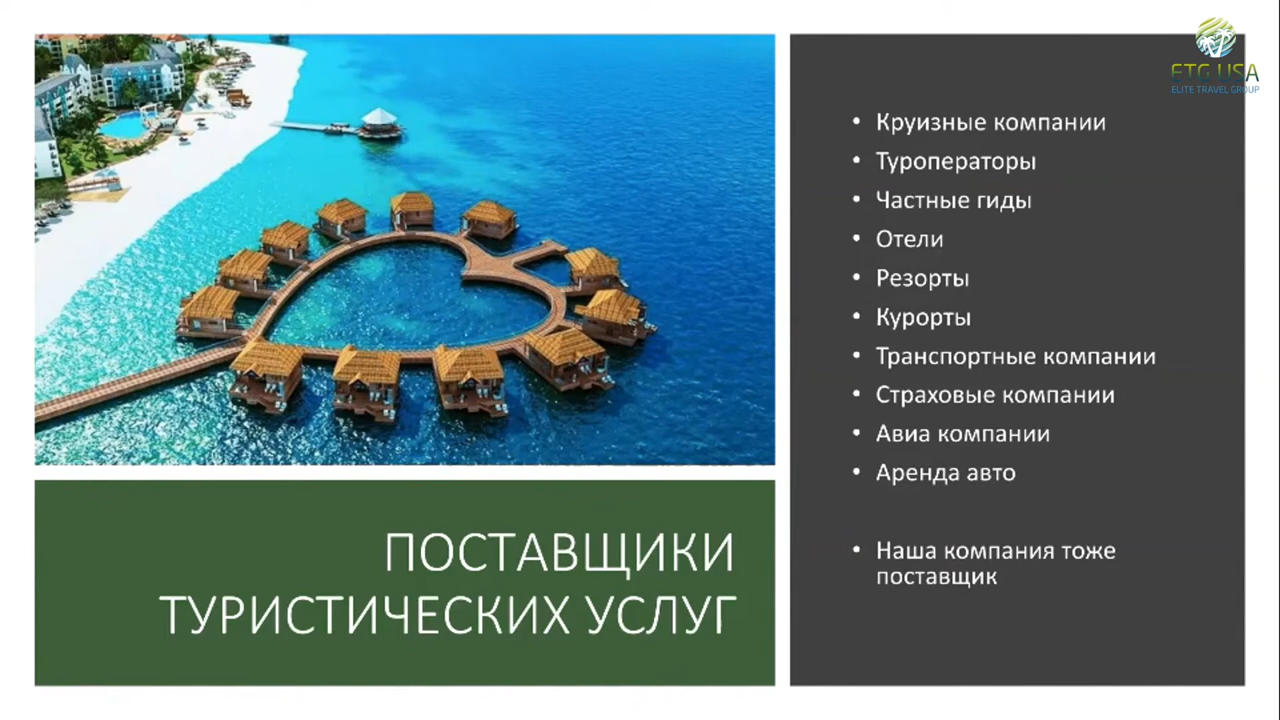 ETG USA
ELITE TRAVEL GROUP
• Круизные компании
• Туроператоры
• Частные гиды
• Отели
• Резорты
• Курорты
• Транспортные компании
• Страховые компании
• Авиа компании
• Аренда авто
• Наша компания тоже
поставщик
ПОСТАВЩИКИ
ТУРИСТИЧЕСКИХ УСЛУГ